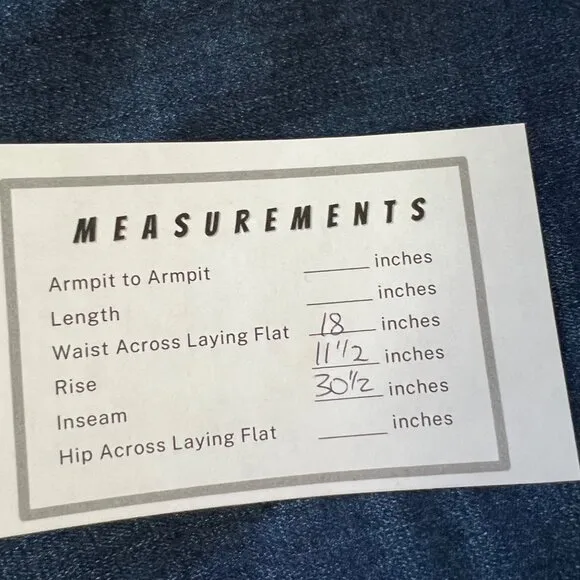 MEASUREMENTS
Armpit to Armpit ______ inches
Length ______ inches
Waist Across Laying Flat 18 inches
Rise 11 1/2 inches
Inseam 30 1/2 inches
Hip Across Laying Flat ______ inches